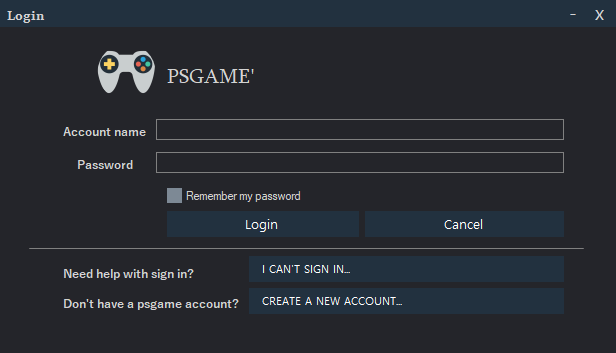 Login – X
PSGAME'
Account name
Password
Remember my password
Login Cancel
Need help with sign in? I CAN'T SIGN IN...
Don't have a psgame account? CREATE A NEW ACCOUNT...